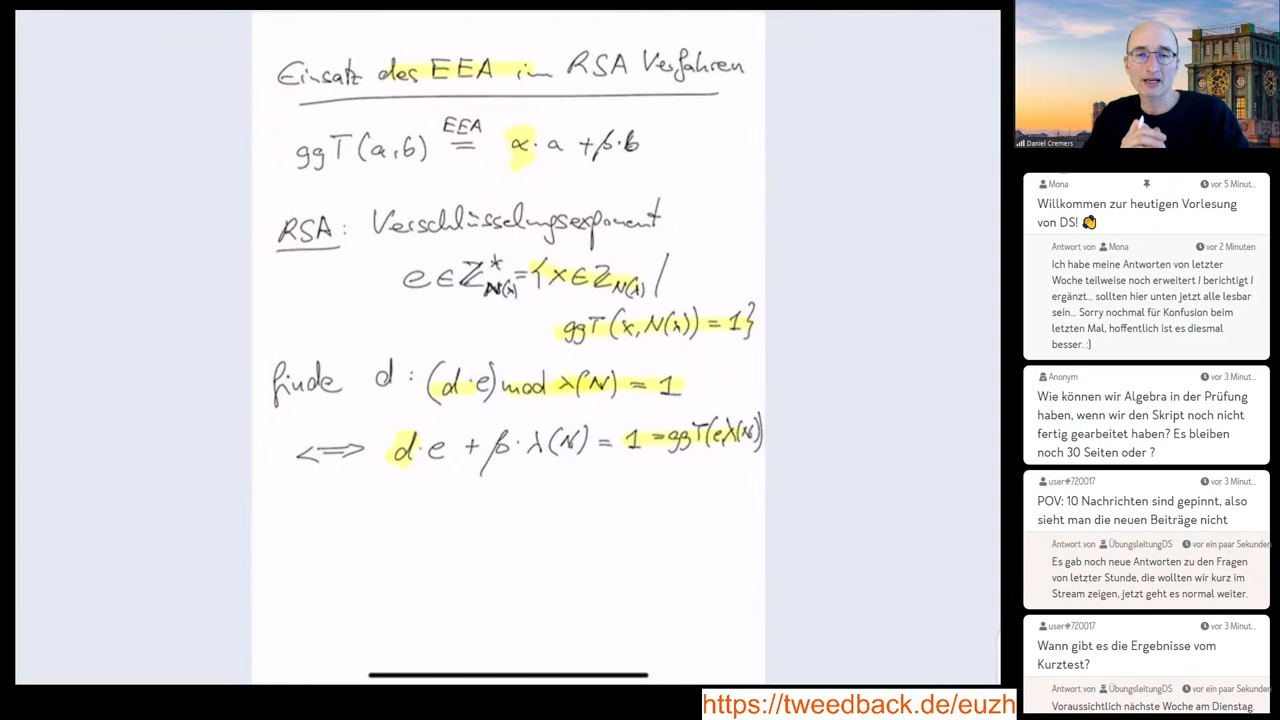 Einsatz des EEA im RSA Verfahren
ggT(a,b) EEA = α·a + β·b
RSA: Verschlüsselungsexponent
e ∈ ℤ*_N(λ) = {x ∈ ℤ_N(λ) |
ggT(x, N(λ)) = 1}
finde d : (d·e) mod λ(N) = 1
⟺ d·e + β·λ(N) = 1 = ggT(e,λ(N))
Daniel Cremers
Mona vor 5 Minut...
Willkommen zur heutigen Vorlesung
von DS! 👏
Antwort von Mona vor 2 Minuten
Ich habe meine Antworten von letzter
Woche teilweise noch erweitert / berichtigt /
ergänzt... sollten hier unten jetzt alle lesbar
sein... Sorry nochmal für Konfusion beim
letzten Mal, hoffentlich ist es diesmal
besser. :]
Anonym vor 3 Minut...
Wie können wir Algebra in der Prüfung
haben, wenn wir den Skript noch nicht
fertig gearbeitet haben? Es bleiben
noch 30 Seiten oder ?
user#720017 vor 3 Minut...
POV: 10 Nachrichten sind gepinnt, also
sieht man die neuen Beiträge nicht
Antwort von ÜbungsleitungDS vor ein paar Sekunden
Es gab noch neue Antworten zu den Fragen
von letzter Stunde, die wollten wir kurz im
Stream zeigen, jetzt geht es normal weiter.
user#720017 vor 3 Minut...
Wann gibt es die Ergebnisse vom
Kurztest?
Antwort von ÜbungsleitungDS vor ein paar Sekunden
Voraussichtlich nächste Woche am Dienstag.
https://tweedback.de/euzh